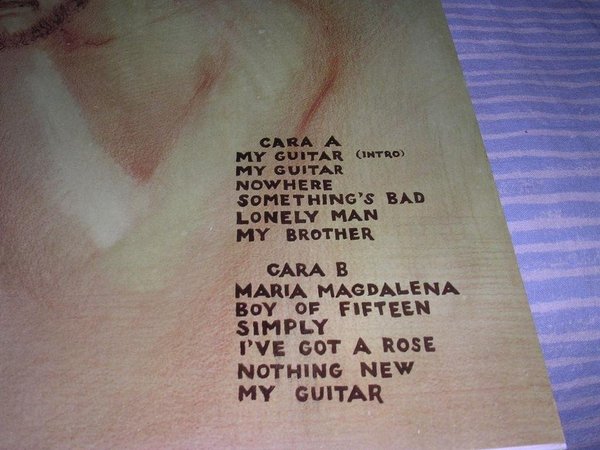 CARA A
MY GUITAR (INTRO)
MY GUITAR
NOWHERE
SOMETHING'S BAD
LONELY MAN
MY BROTHER
CARA B
MARIA MAGDALENA
BOY OF FIFTEEN
SIMPLY
I'VE GOT A ROSE
NOTHING NEW
MY GUITAR